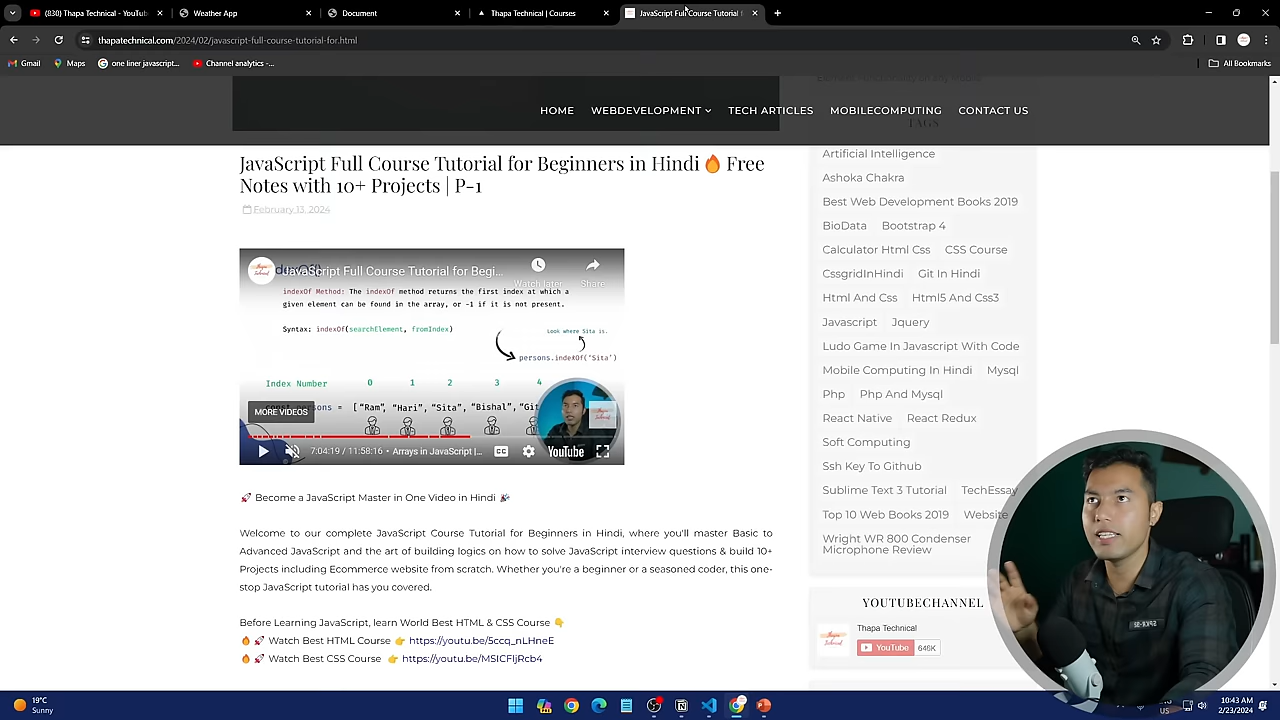 (1) Thapa Technical - YouTub
Weather App
Document
Thapa Technical | Courses
JavaScript Full Course Tutorial
thapatechnical.com/2024/02/javascript-full-course-tutorial-for.html
Gmail
Maps
one liner javascript...
Channel analytics -...
All Bookmarks
HOME
WEBDEVELOPMENT
TECH ARTICLES
MOBILECOMPUTING
CONTACT US
TAGS
JavaScript Full Course Tutorial for Beginners in Hindi🔥 Free
Notes with 10+ Projects | P-1
February 13, 2024
JavaScript Full Course Tutorial for Begi...
Watch later
Share
indexOf Method: The indexOf method returns the first index at which a
given element can be found in the array, or -1 if it is not present.
Syntax: indexOf(searchElement, fromIndex)
Look where Sita is.
persons.indexOf('Sita')
Index Number 0 1 2 3 4
= ["Ram", "Hari", "Sita", "Bishal", "Git
MORE VIDEOS
7:04:19 / 11:58:16 • Arrays in JavaScript |...
CC
YouTube
🚀 Become a JavaScript Master in One Video in Hindi 🎉
Welcome to our complete JavaScript Course Tutorial for Beginners in Hindi, where you'll master Basic to
Advanced JavaScript and the art of building logics on how to solve JavaScript interview questions & build 10+
Projects including Ecommerce website from scratch. Whether you're a beginner or a seasoned coder, this one-
stop JavaScript tutorial has you covered.
Before Learning JavaScript, learn World Best HTML & CSS Course 👇
🔥 🚀 Watch Best HTML Course 👉 https://youtu.be/5ccq_nLHneE
🔥 🚀 Watch Best CSS Course 👉 https://youtu.be/MSICFIjRcb4
Artificial Intelligence
Ashoka Chakra
Best Web Development Books 2019
BioData Bootstrap 4
Calculator Html Css CSS Course
CssgridInHindi Git In Hindi
Html And Css Html5 And Css3
Javascript Jquery
Ludo Game In Javascript With Code
Mobile Computing In Hindi Mysql
Php Php And Mysql
React Native React Redux
Soft Computing
Ssh Key To Github
Sublime Text 3 Tutorial TechEssay
Top 10 Web Books 2019 Website
Wright WR 800 Condenser
Microphone Review
YOUTUBECHANNEL
Thapa Technical
YouTube 646K
19°C
Sunny
US
10:43 AM
2/23/2024